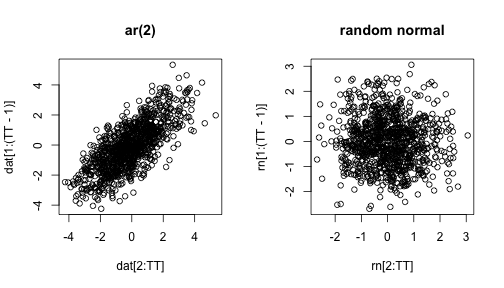 ar(2)
dat[1:(TT - 1)]
4
2
0
-2
-4
-4 -2 0 2 4
dat[2:TT]
random normal
rn[1:(TT - 1)]
3
2
1
0
-1
-2
-2 -1 0 1 2 3
rn[2:TT]